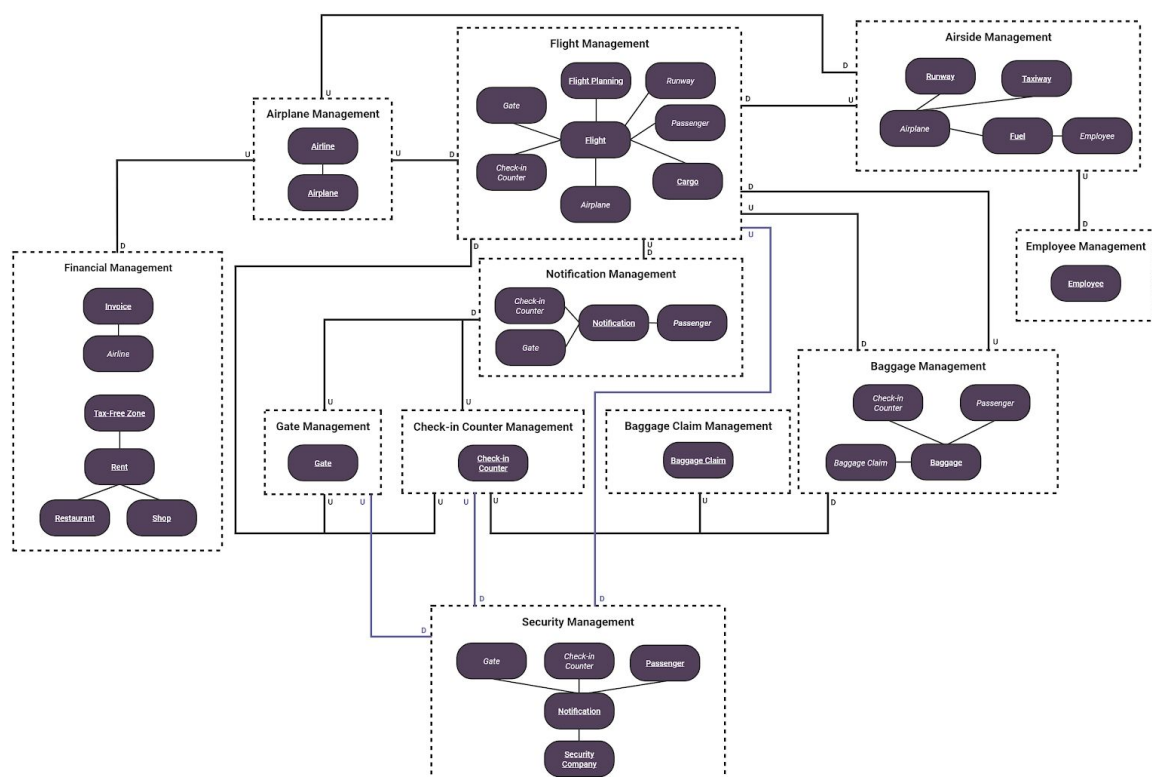 Flight Management
Flight Planning
Runway
Gate
Passenger
Flight
Check-in
Counter
Cargo
Airplane
Airside Management
Runway
Taxiway
Airplane
Fuel
Employee
Airplane Management
Airline
Airplane
Employee Management
Employee
Financial Management
Invoice
Airline
Tax-Free Zone
Rent
Restaurant
Shop
Notification Management
Check-in
Counter
Notification
Passenger
Gate
Baggage Management
Check-in
Counter
Passenger
Baggage Claim
Baggage
Gate Management
Gate
Check-in Counter Management
Check-in
Counter
Baggage Claim Management
Baggage Claim
Security Management
Gate
Check-in
Counter
Passenger
Notification
Security
Company
U
D
D
U
U
D
U
D
U
D
D
U
D
U
U
D
D
U
D
D
U
U
U
U
U
U
U
U
D
D
D
D